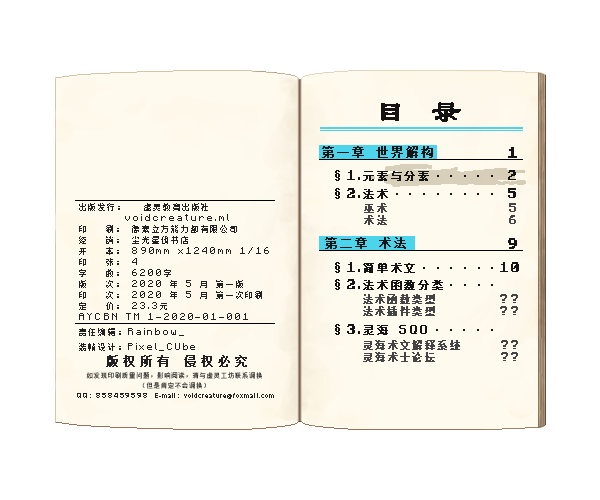 出版发行： 虚灵教育出版社
voidcreature.ml
印 刷：像素立方能力部有限公司
经 销：尘光星役书店
开 本：890mm x1240mm 1/16
印 张：4
字 数：6200字
版 次：2020 年 5 月 第一版
印 次：2020 年 5 月 第一次印刷
定 价：23.3元
AYCBN TM 1-2020-01-001
责任编辑：Rainbow_
装帧设计：Pixel_CUbe
版权所有 侵权必究
如发现印刷质量问题，影响阅读，请与虚灵工坊联系调换
（但是肯定不会调换）
QQ: 858459598 E-mail: voidcreature@foxmail.com
目 录
第一章 世界解构 1
§ 1.元素与分素 · · · · · · 2
§ 2.法术 · · · · · · · · 5
巫术 5
术法 6
第二章 术法 9
§ 1.简单术文 · · · · · · 10
§ 2.法术函数分类 · · · ·
法术函数类型 ??
法术插件类型 ??
§ 3.灵海 SQO · · · · ·
灵海术文解释系统 ??
灵海术士论坛 ??